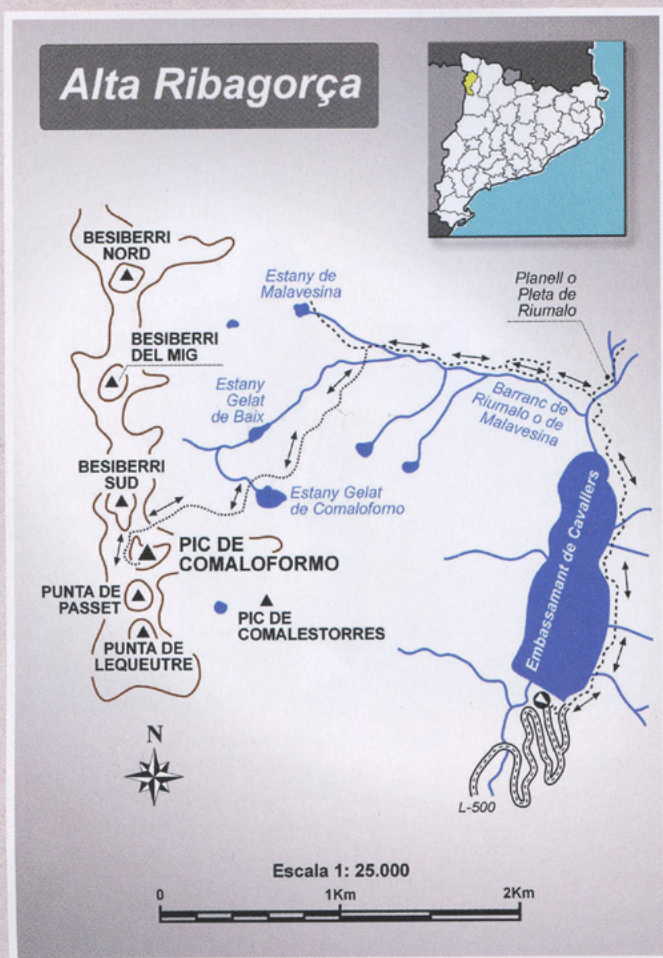 Alta Ribagorça
BESIBERRI
NORD
Estany de
Malavesina
Planell o
Pleta de
Riumalo
BESIBERRI
DEL MIG
Estany
Gelat
de Baix
Barranc de
Riumalo o de
Malavesina
BESIBERRI
SUD
Estany Gelat
de Comaloforno
PIC DE
COMALOFORMO
Embassamant de Cavallers
PUNTA DE
PASSET
PIC DE
COMALESTORRES
PUNTA DE
LEQUEUTRE
N
L-500
Escala 1: 25.000
0 1Km 2Km